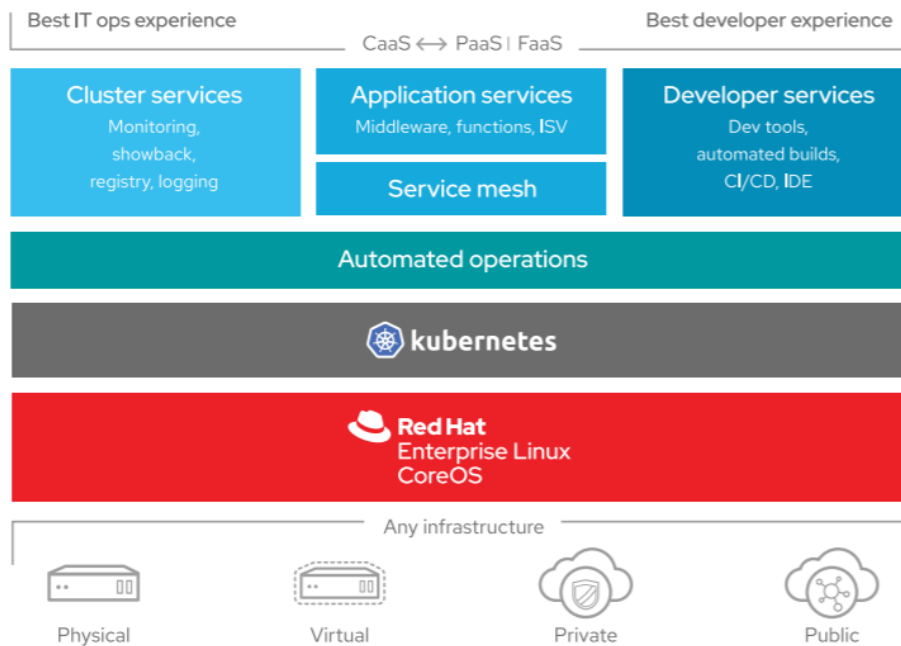 Best IT ops experience
Best developer experience
CaaS ↔ PaaS | FaaS
Cluster services
Monitoring,
showback,
registry, logging
Application services
Middleware, functions, ISV
Service mesh
Developer services
Dev tools,
automated builds,
CI/CD, IDE
Automated operations
kubernetes
Red Hat
Enterprise Linux
CoreOS
Any infrastructure
Physical
Virtual
Private
Public